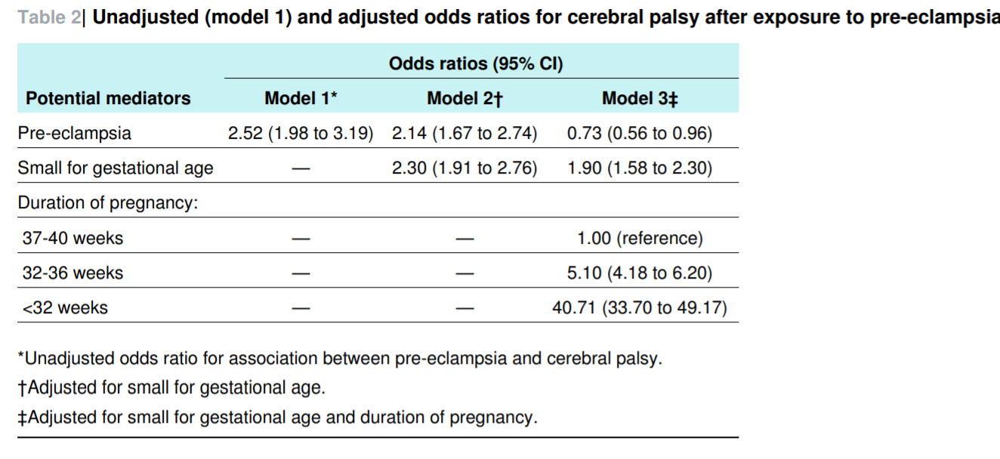 Table 2| Unadjusted (model 1) and adjusted odds ratios for cerebral palsy after exposure to pre-eclampsia
Odds ratios (95% CI)
Potential mediators Model 1* Model 2† Model 3‡
Pre-eclampsia 2.52 (1.98 to 3.19) 2.14 (1.67 to 2.74) 0.73 (0.56 to 0.96)
Small for gestational age — 2.30 (1.91 to 2.76) 1.90 (1.58 to 2.30)
Duration of pregnancy:
37-40 weeks — — 1.00 (reference)
32-36 weeks — — 5.10 (4.18 to 6.20)
<32 weeks — — 40.71 (33.70 to 49.17)
*Unadjusted odds ratio for association between pre-eclampsia and cerebral palsy.
†Adjusted for small for gestational age.
‡Adjusted for small for gestational age and duration of pregnancy.